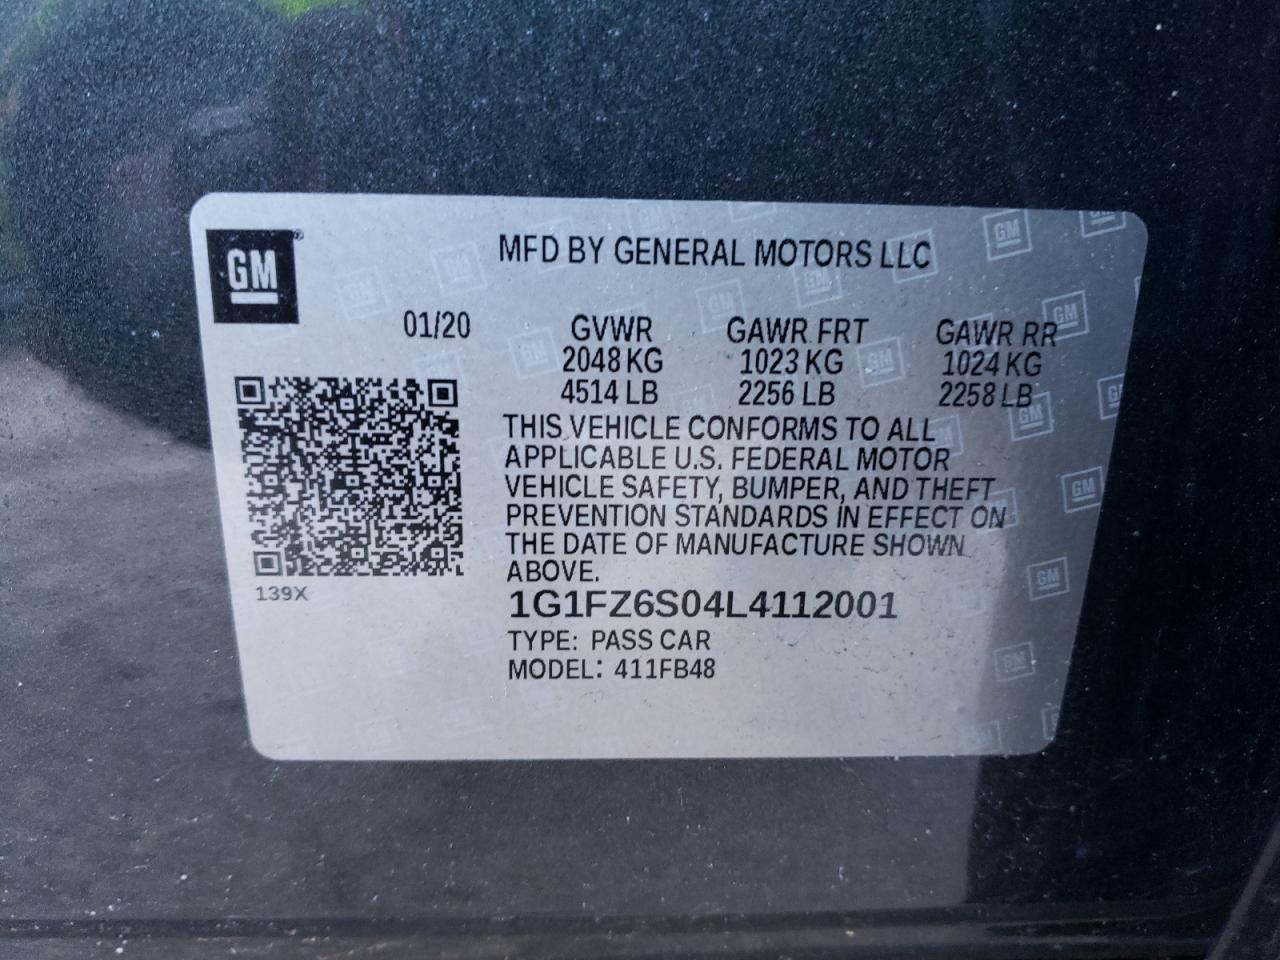 GM®
MFD BY GENERAL MOTORS LLC
01/20 GVWR GAWR FRT GAWR RR
2048 KG 1023 KG 1024 KG
4514 LB 2256 LB 2258 LB
THIS VEHICLE CONFORMS TO ALL
APPLICABLE U.S. FEDERAL MOTOR
VEHICLE SAFETY, BUMPER, AND THEFT
PREVENTION STANDARDS IN EFFECT ON
THE DATE OF MANUFACTURE SHOWN
ABOVE.
139X
1G1FZ6S04L4112001
TYPE: PASS CAR
MODEL: 411FB48